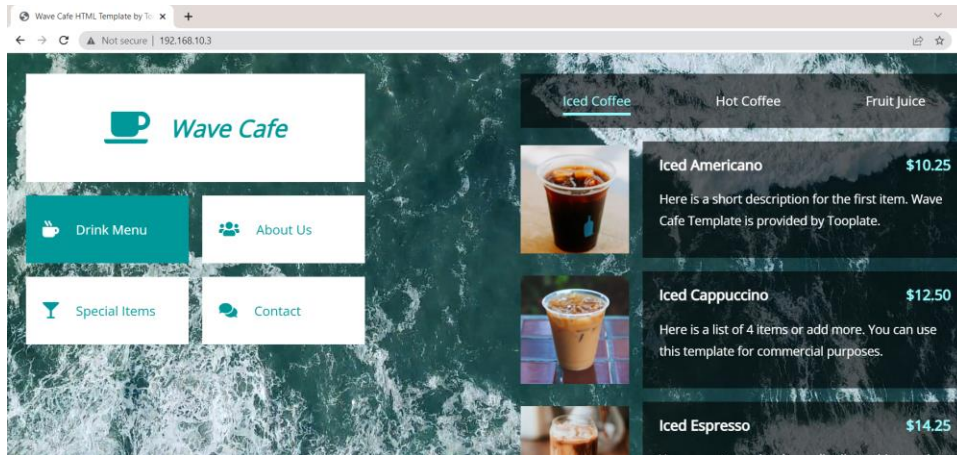 Wave Cafe HTML Template by To
Not secure | 192.168.10.3
Wave Cafe
Drink Menu
About Us
Special Items
Contact
Iced Coffee
Hot Coffee
Fruit Juice
Iced Americano
$10.25
Here is a short description for the first item. Wave
Cafe Template is provided by Tooplate.
Iced Cappuccino
$12.50
Here is a list of 4 items or add more. You can use
this template for commercial purposes.
Iced Espresso
$14.25